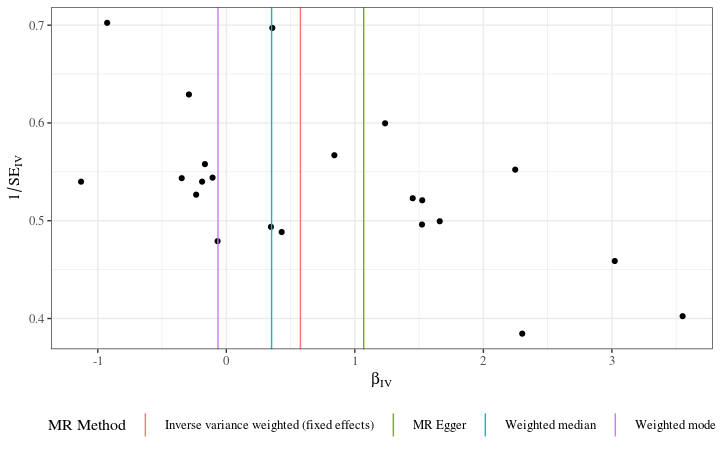 0.7
0.6
0.5
0.4
1/SE_IV
-1 0 1 2 3
β_IV
MR Method Inverse variance weighted (fixed effects) MR Egger Weighted median Weighted mode